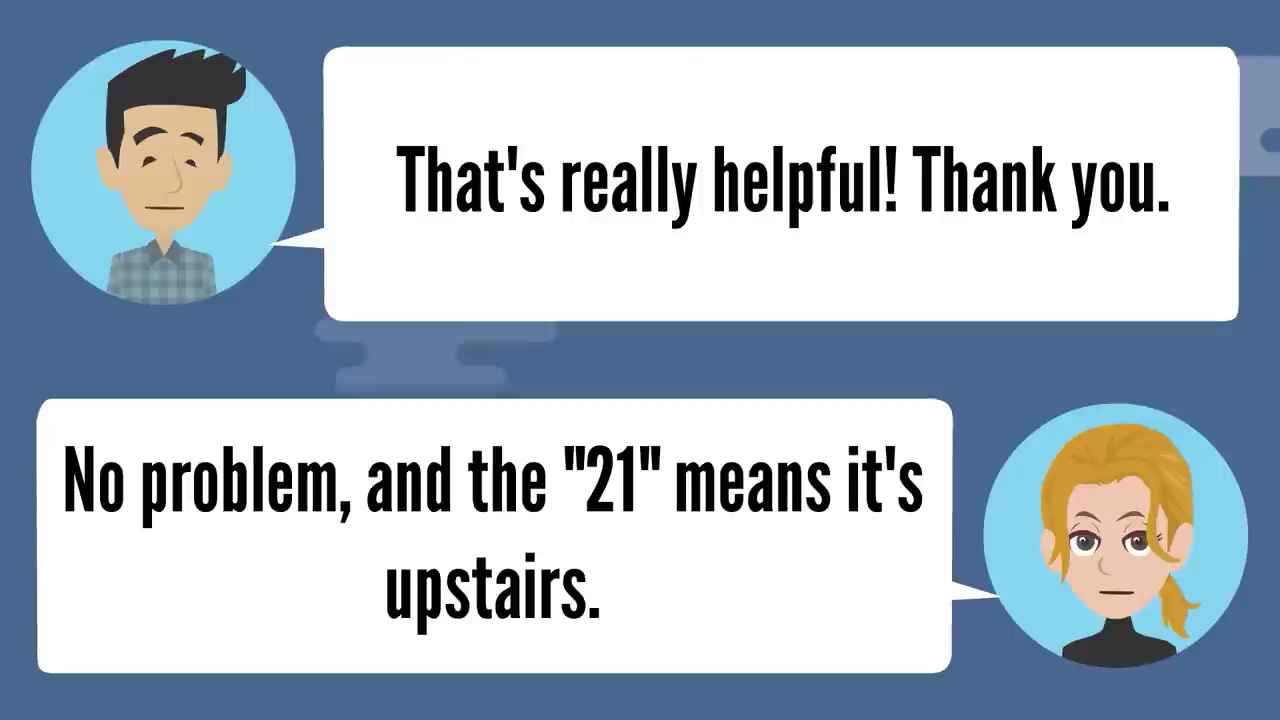 That's really helpful! Thank you.
No problem, and the "21" means it's
upstairs.